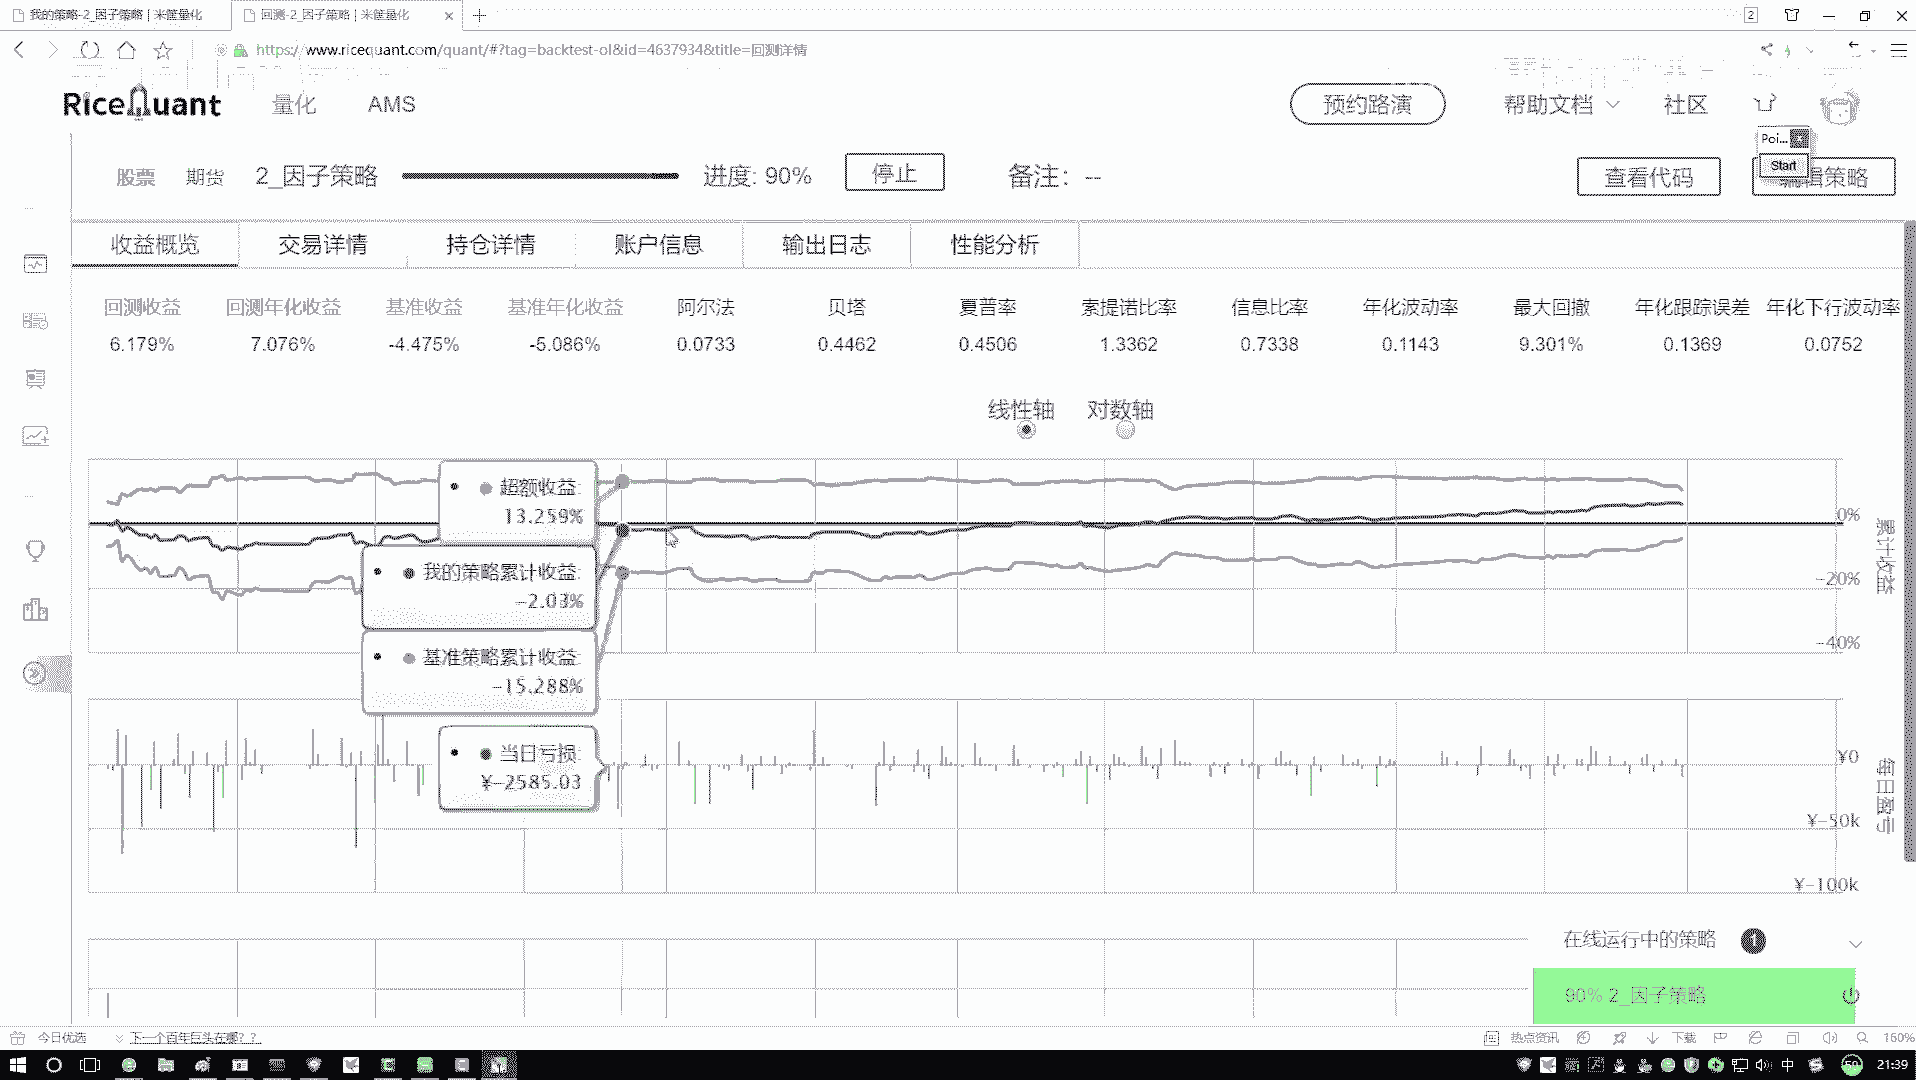 我的策略-2_因子策略 | 米筐量化
回测-2_因子策略 | 米筐量化
2
https://www.ricequant.com/quant/#?tag=backtest-ol&id=4637934&title=回测详情
RiceQuant
量化
AMS
预约路演
帮助文档
社区
Poi...
Start
股票
期货
2_因子策略
进度: 90%
停止
备注: --
查看代码
编辑策略
收益概览
交易详情
持仓详情
账户信息
输出日志
性能分析
回测收益 回测年化收益 基准收益 基准年化收益 阿尔法 贝塔 夏普率 索提诺比率 信息比率 年化波动率 最大回撤 年化跟踪误差 年化下行波动率
6.179% 7.076% -4.475% -5.086% 0.0733 0.4462 0.4506 1.3362 0.7338 0.1143 9.301% 0.1369 0.0752
线性轴 对数轴
超额收益:
13.259%
我的策略累计收益:
-2.03%
基准策略累计收益:
-15.288%
当日亏损:
¥-2585.03
0%
-20%
-40%
累计收益
¥0
¥-50k
¥-100k
每日盈亏
在线运行中的策略 1
90% 2_因子策略
今日优选
下一个百年巨头在哪? ?
热点资讯
下载
150%
中
50
21:39